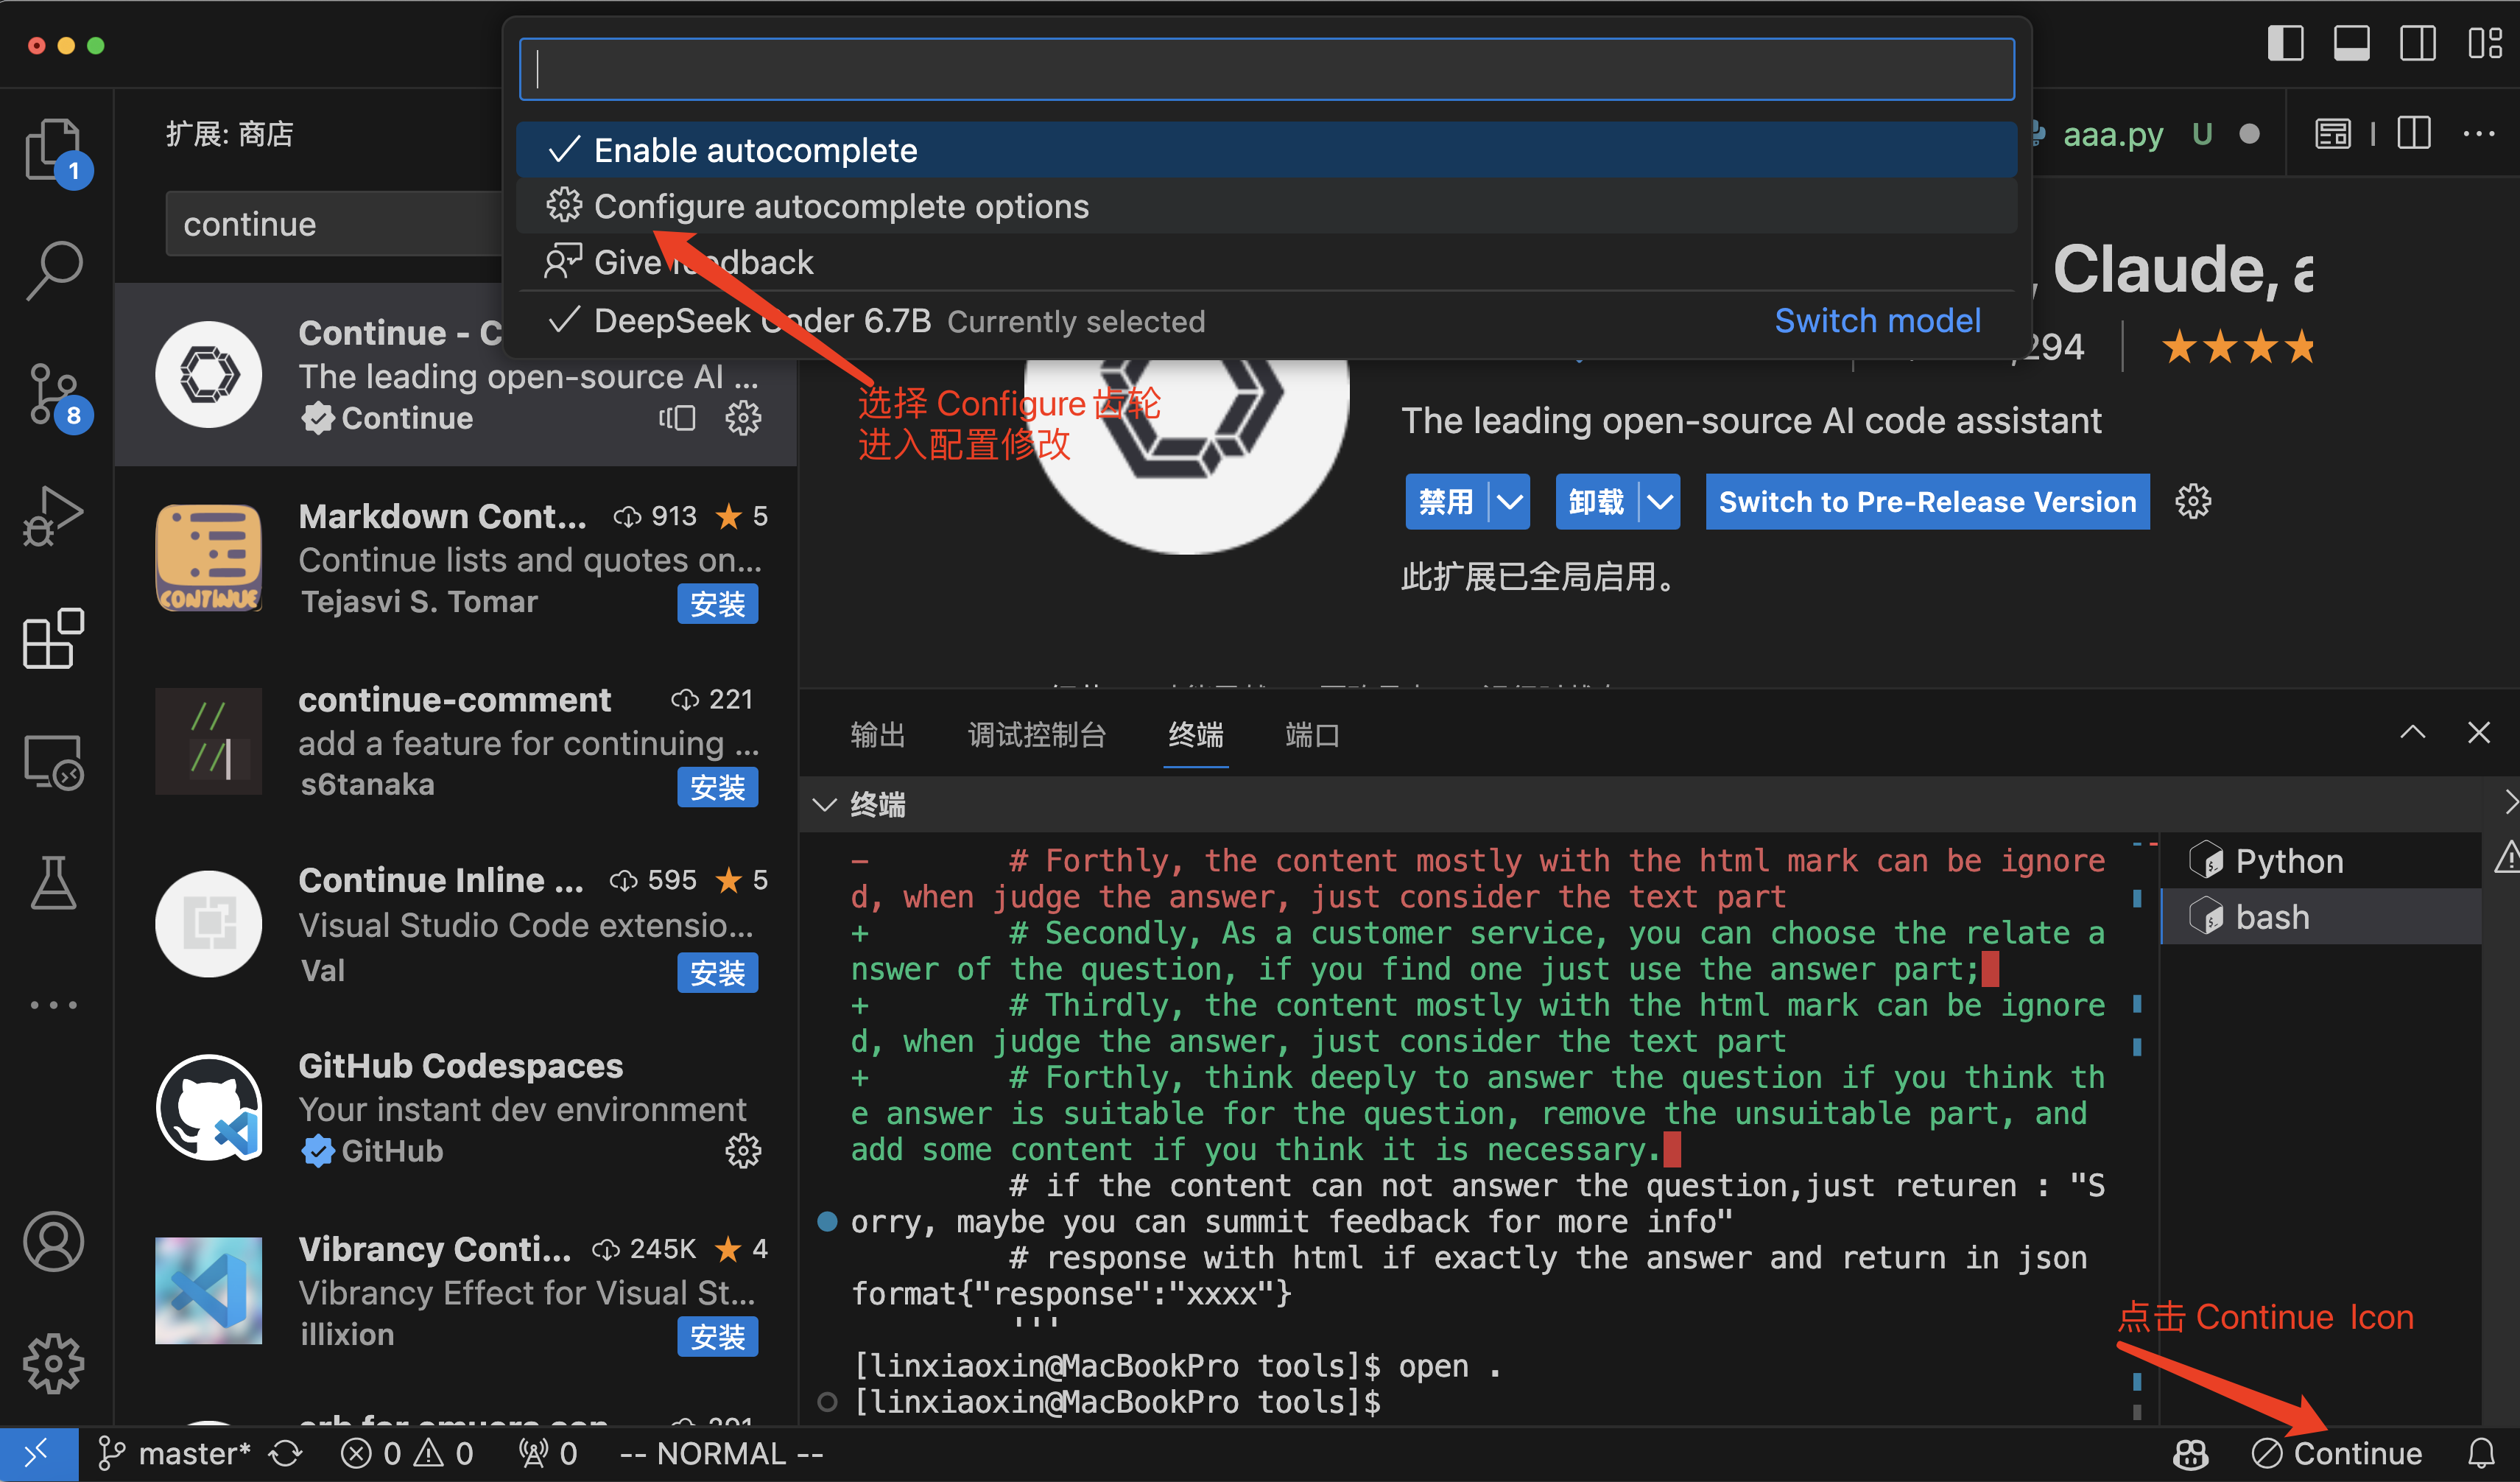 扩展: 商店
continue
Enable autocomplete
Configure autocomplete options
Give feedback
DeepSeek Coder 6.7B Currently selected
Switch model
aaa.py U
1
8
Continue - C
The leading open-source AI ...
Continue
Markdown Cont... 913 5
Continue lists and quotes on...
Tejasvi S. Tomar
安装
continue-comment 221
add a feature for continuing ...
s6tanaka
安装
Continue Inline ... 595 5
Visual Studio Code extensio...
Val
安装
GitHub Codespaces
Your instant dev environment
GitHub
Vibrancy Conti... 245K 4
Vibrancy Effect for Visual St...
illixion
安装
选择 Configure 齿轮
进入配置修改
, Claude,
294
The leading open-source AI code assistant
禁用
卸载
Switch to Pre-Release Version
此扩展已全局启用。
输出 调试控制台 终端 端口
终端
- # Forthly, the content mostly with the html mark can be ignore
d, when judge the answer, just consider the text part
+ # Secondly, As a customer service, you can choose the relate a
nswer of the question, if you find one just use the answer part;
+ # Thirdly, the content mostly with the html mark can be ignore
d, when judge the answer, just consider the text part
+ # Forthly, think deeply to answer the question if you think th
e answer is suitable for the question, remove the unsuitable part, and
add some content if you think it is necessary.
# if the content can not answer the question,just returen : "S
orry, maybe you can summit feedback for more info"
# response with html if exactly the answer and return in json
format{"response":"xxxx"}
'''
[linxiaoxin@MacBookPro tools]$ open .
[linxiaoxin@MacBookPro tools]$
Python
bash
点击 Continue Icon
master* 0 0 0 -- NORMAL --
Continue